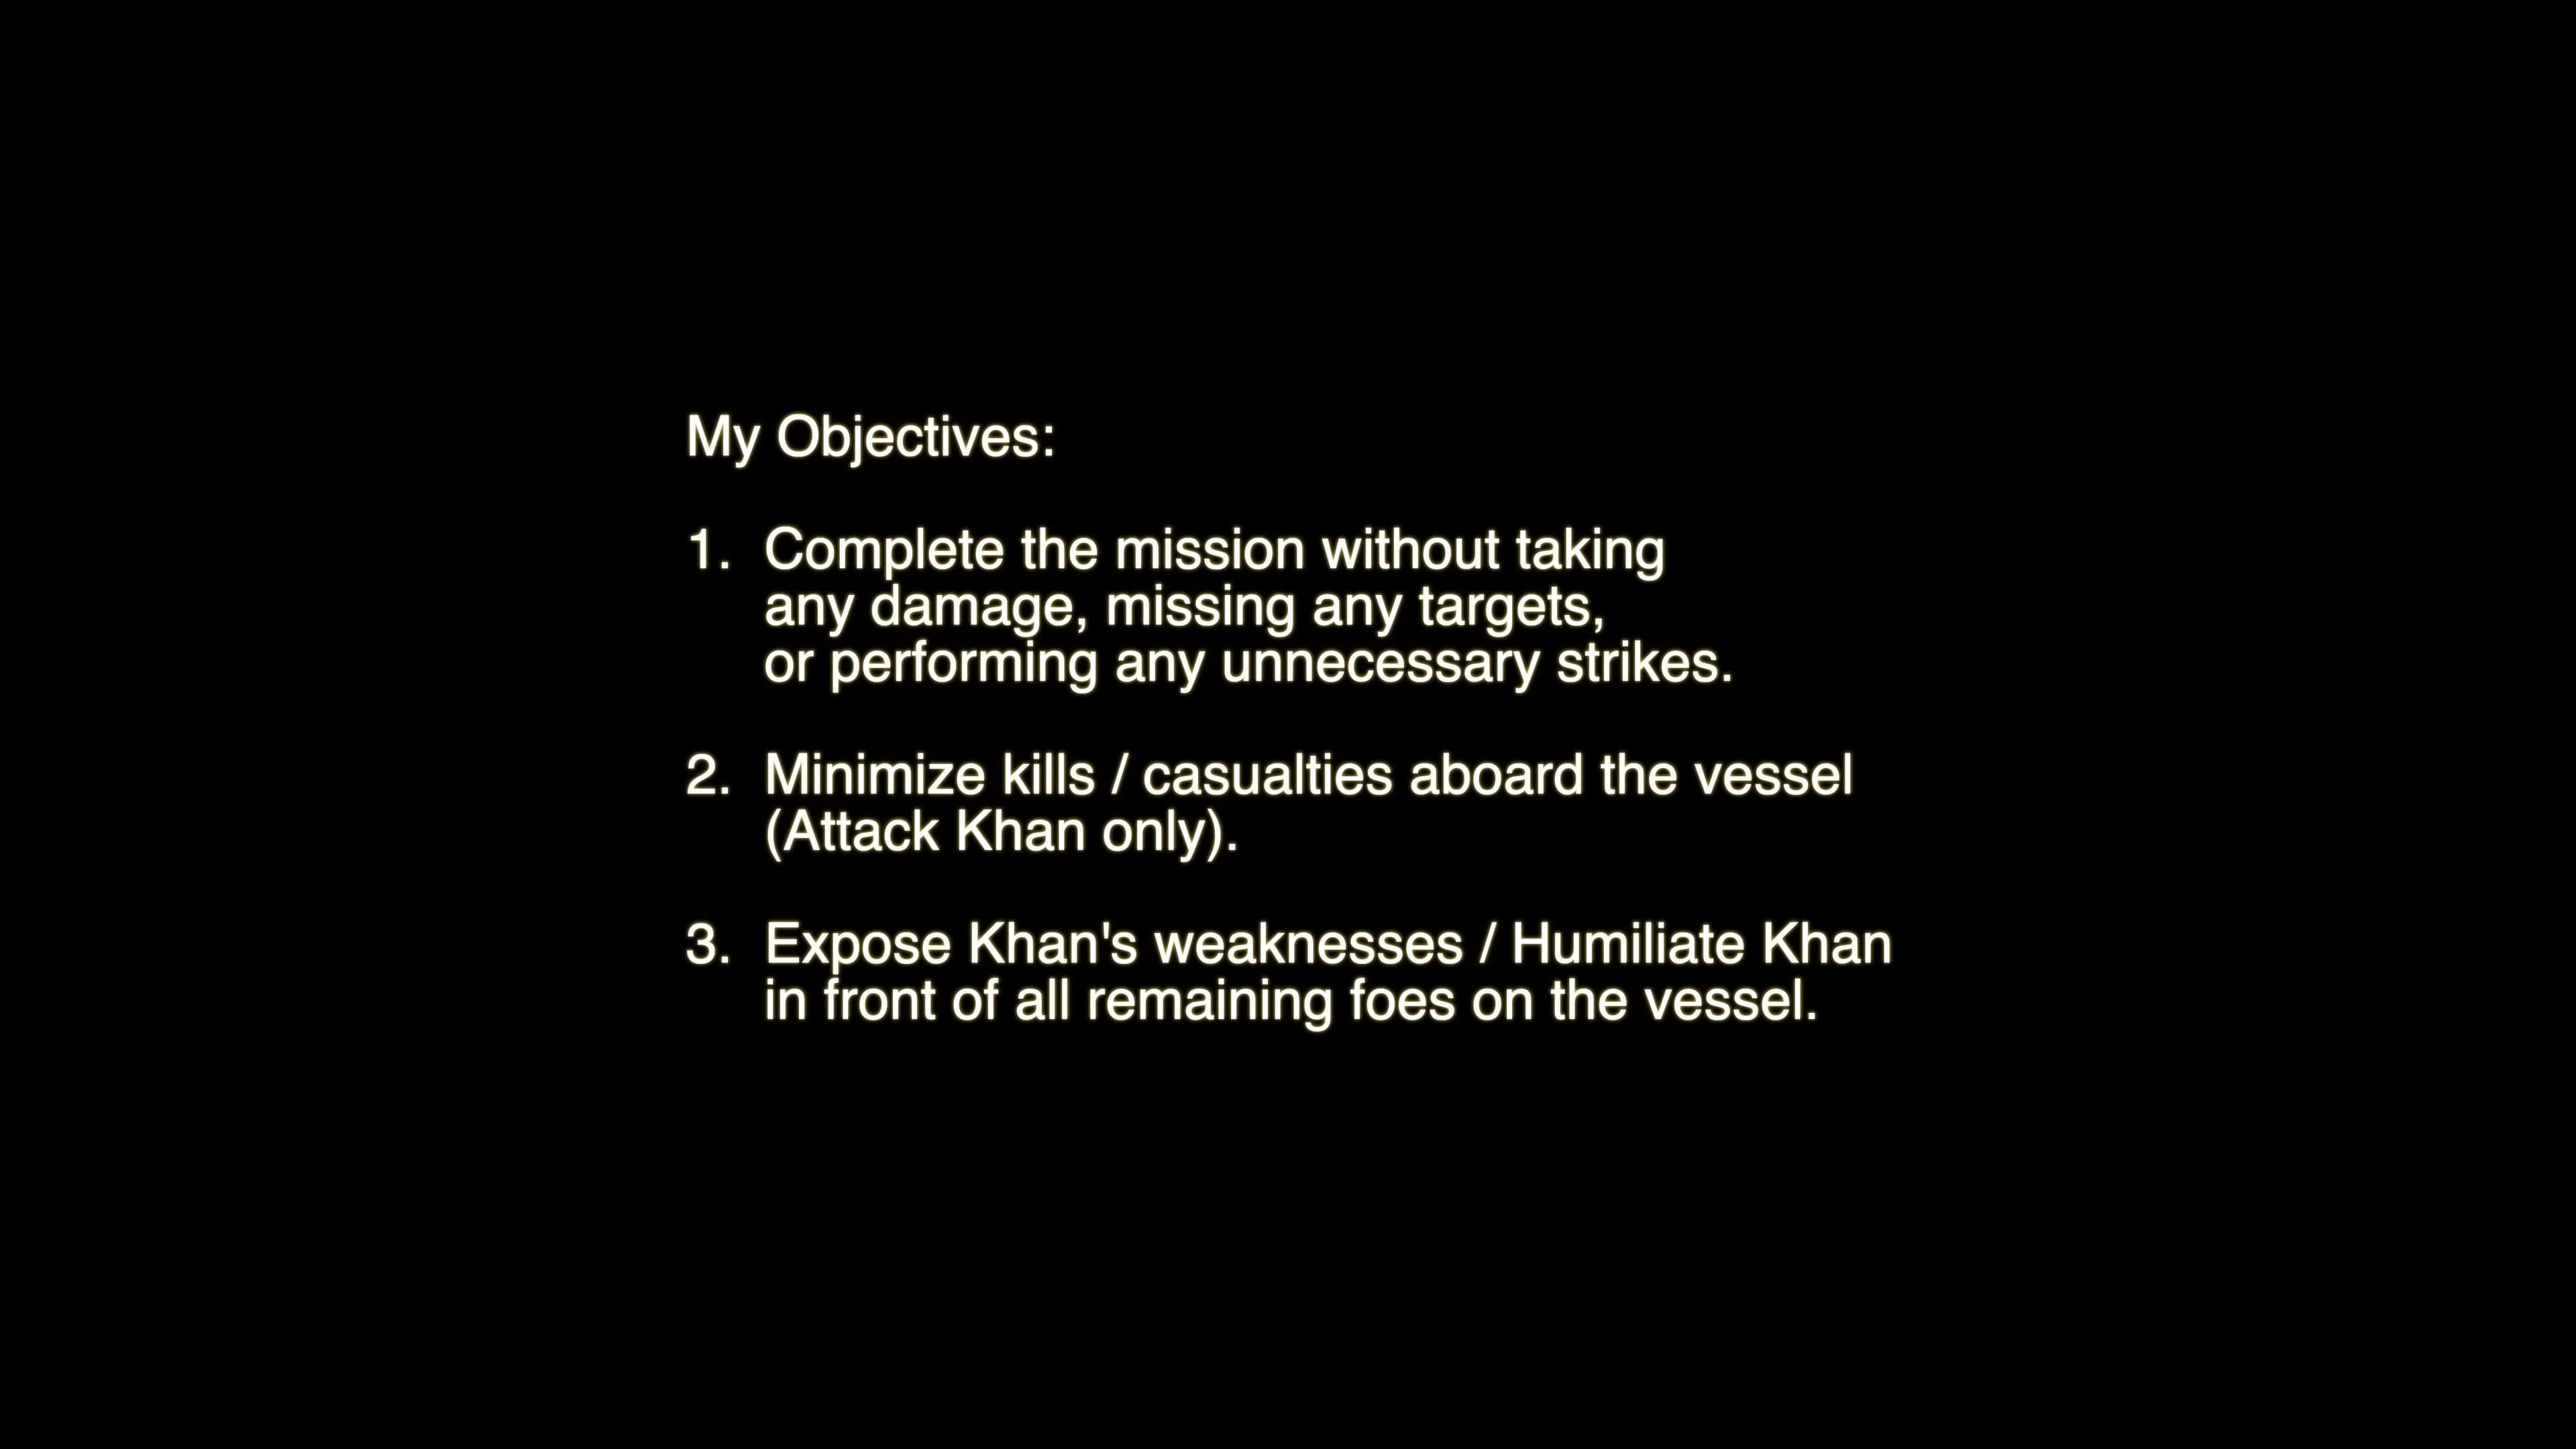 My Objectives:
1. Complete the mission without taking
any damage, missing any targets,
or performing any unnecessary strikes.
2. Minimize kills / casualties aboard the vessel
(Attack Khan only).
3. Expose Khan's weaknesses / Humiliate Khan
in front of all remaining foes on the vessel.